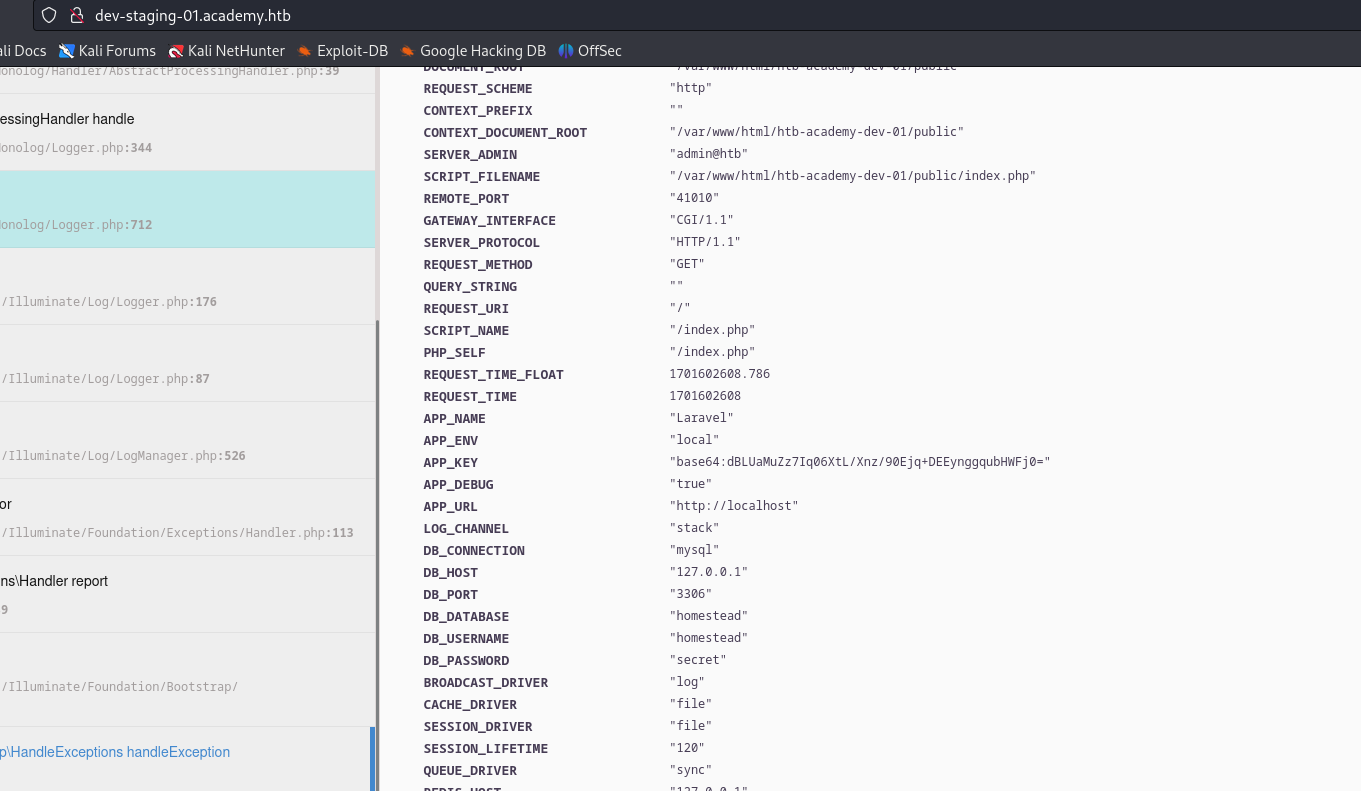 dev-staging-01.academy.htb
ali Docs Kali Forums Kali NetHunter Exploit-DB Google Hacking DB OffSec
onolog/Handler/AbstractProcessingHandler.php:39
essingHandler handle
onolog/Logger.php:344
onolog/Logger.php:712
/Illuminate/Log/Logger.php:176
/Illuminate/Log/Logger.php:87
/Illuminate/Log/LogManager.php:526
or
/Illuminate/Foundation/Exceptions/Handler.php:113
ns\Handler report
9
/Illuminate/Foundation/Bootstrap/
p\HandleExceptions handleException
DOCUMENT_ROOT "/var/www/html/htb-academy-dev-01/public"
REQUEST_SCHEME "http"
CONTEXT_PREFIX ""
CONTEXT_DOCUMENT_ROOT "/var/www/html/htb-academy-dev-01/public"
SERVER_ADMIN "admin@htb"
SCRIPT_FILENAME "/var/www/html/htb-academy-dev-01/public/index.php"
REMOTE_PORT "41010"
GATEWAY_INTERFACE "CGI/1.1"
SERVER_PROTOCOL "HTTP/1.1"
REQUEST_METHOD "GET"
QUERY_STRING ""
REQUEST_URI "/"
SCRIPT_NAME "/index.php"
PHP_SELF "/index.php"
REQUEST_TIME_FLOAT 1701602608.786
REQUEST_TIME 1701602608
APP_NAME "Laravel"
APP_ENV "local"
APP_KEY "base64:dBLUaMuZz7Iq06XtL/Xnz/90Ejq+DEEynggqubHWFj0="
APP_DEBUG "true"
APP_URL "http://localhost"
LOG_CHANNEL "stack"
DB_CONNECTION "mysql"
DB_HOST "127.0.0.1"
DB_PORT "3306"
DB_DATABASE "homestead"
DB_USERNAME "homestead"
DB_PASSWORD "secret"
BROADCAST_DRIVER "log"
CACHE_DRIVER "file"
SESSION_DRIVER "file"
SESSION_LIFETIME "120"
QUEUE_DRIVER "sync"
REDIS_HOST "127.0.0.1"